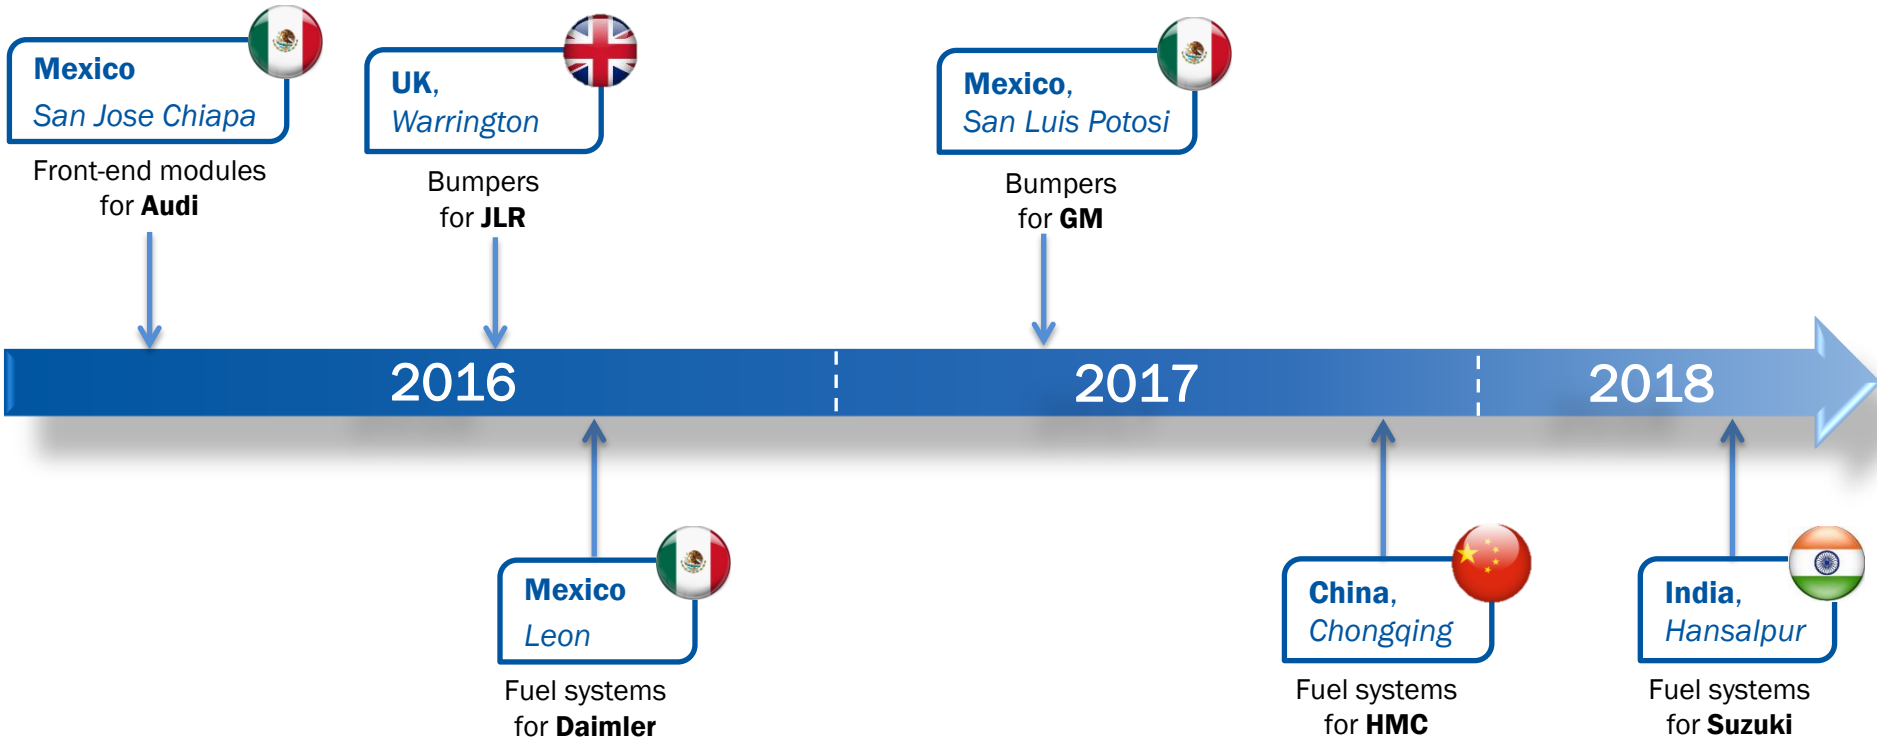 Mexico
San Jose Chiapa
Front-end modules
for Audi
UK,
Warrington
Bumpers
for JLR
Mexico,
San Luis Potosi
Bumpers
for GM
2016
2017
2018
Mexico
Leon
Fuel systems
for Daimler
China,
Chongqing
Fuel systems
for HMC
India,
Hansalpur
Fuel systems
for Suzuki